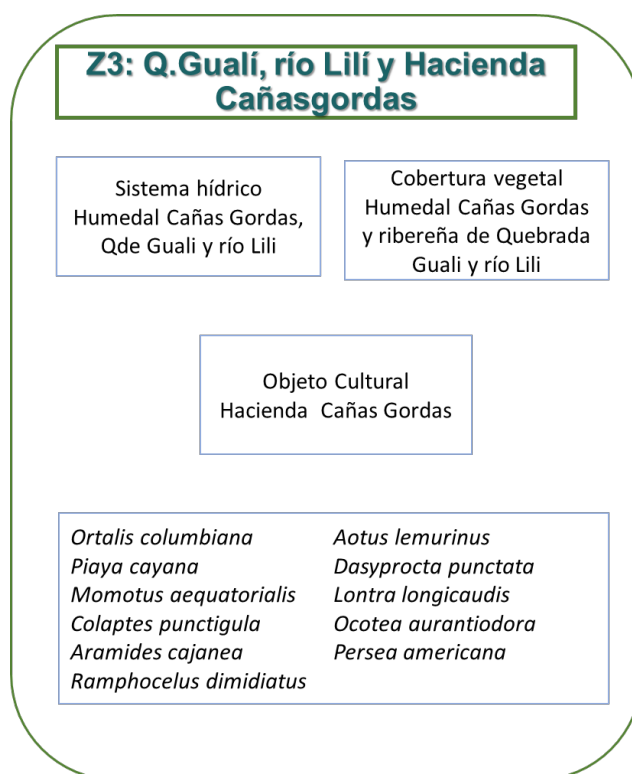 Z3: Q.Gualí, río Lilí y Hacienda
Cañasgordas
Sistema hídrico
Humedal Cañas Gordas,
Qde Guali y río Lili
Cobertura vegetal
Humedal Cañas Gordas
y ribereña de Quebrada
Guali y río Lili
Objeto Cultural
Hacienda Cañas Gordas
Ortalis columbiana
Piaya cayana
Momotus aequatorialis
Colaptes punctigula
Aramides cajanea
Ramphocelus dimidiatus
Aotus lemurinus
Dasyprocta punctata
Lontra longicaudis
Ocotea aurantiodora
Persea americana